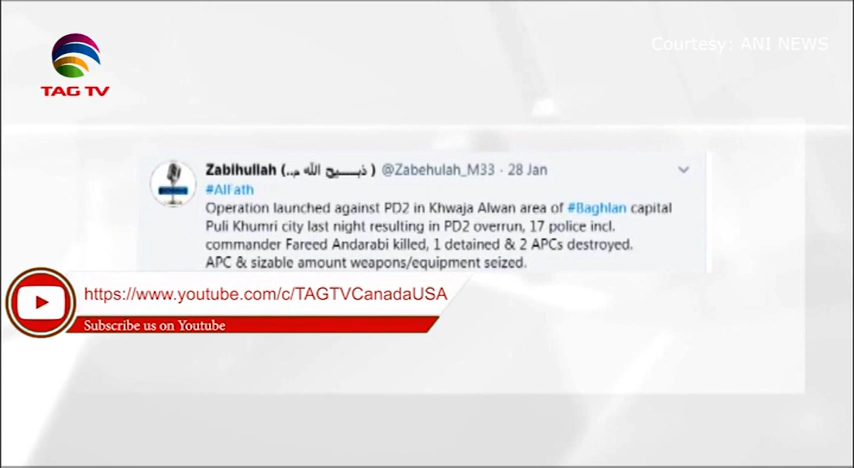 Courtesy: ANI NEWS
TAG TV
Zabihullah (..ذبـــیح الله م ) @Zabehulah_M33 · 28 Jan
#AlFath
Operation launched against PD2 in Khwaja Alwan area of #Baghlan capital
Puli Khumri city last night resulting in PD2 overrun, 17 police incl.
commander Fareed Andarabi killed, 1 detained & 2 APCs destroyed.
APC & sizable amount weapons/equipment seized.
https://www.youtube.com/c/TAGTVCanadaUSA
Subscribe us on Youtube